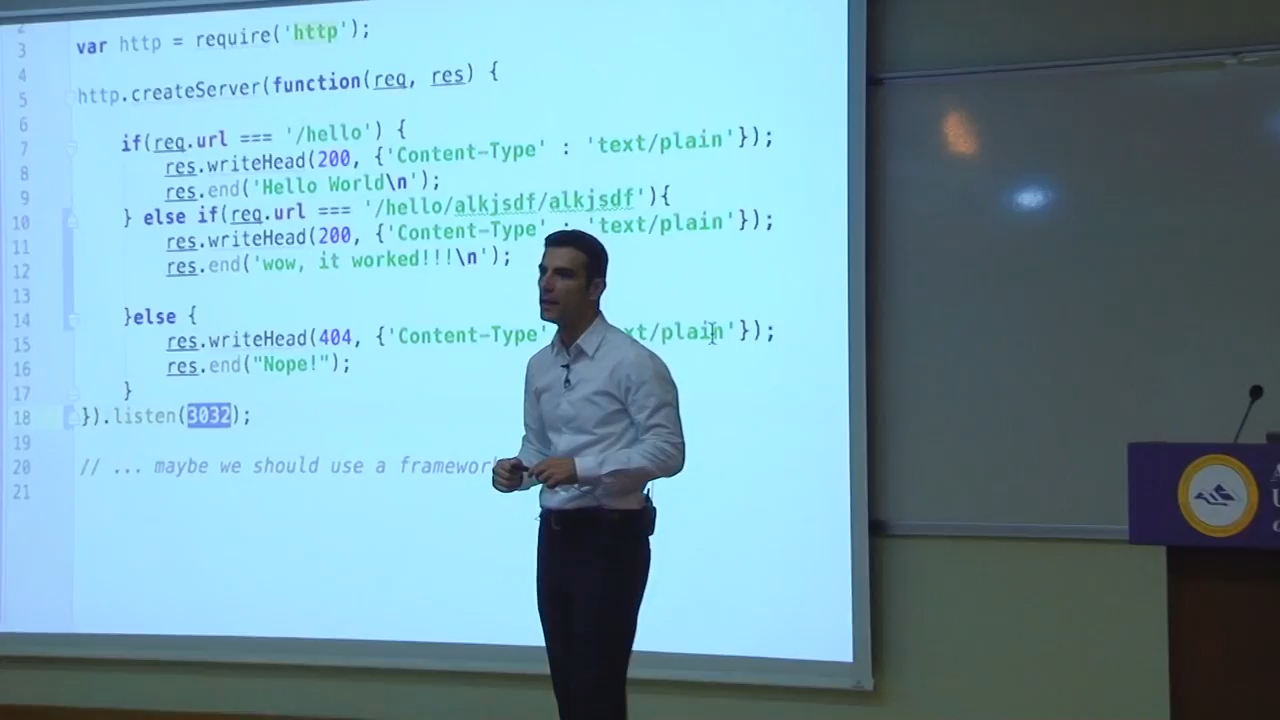 2
3 var http = require('http');
4
5 http.createServer(function(req, res) {
6
7 if(req.url === '/hello') {
8 res.writeHead(200, {'Content-Type' : 'text/plain'});
9 res.end('Hello World\n');
10 } else if(req.url === '/hello/alkjsdf/alkjsdf'){
11 res.writeHead(200, {'Content-Type' : 'text/plain'});
12 res.end('wow, it worked!!!\n');
13
14 }else {
15 res.writeHead(404, {'Content-Type' xt/plain'});
16 res.end("Nope!");
17 }
18 }).listen(3032);
19
20 // ... maybe we should use a framework
21